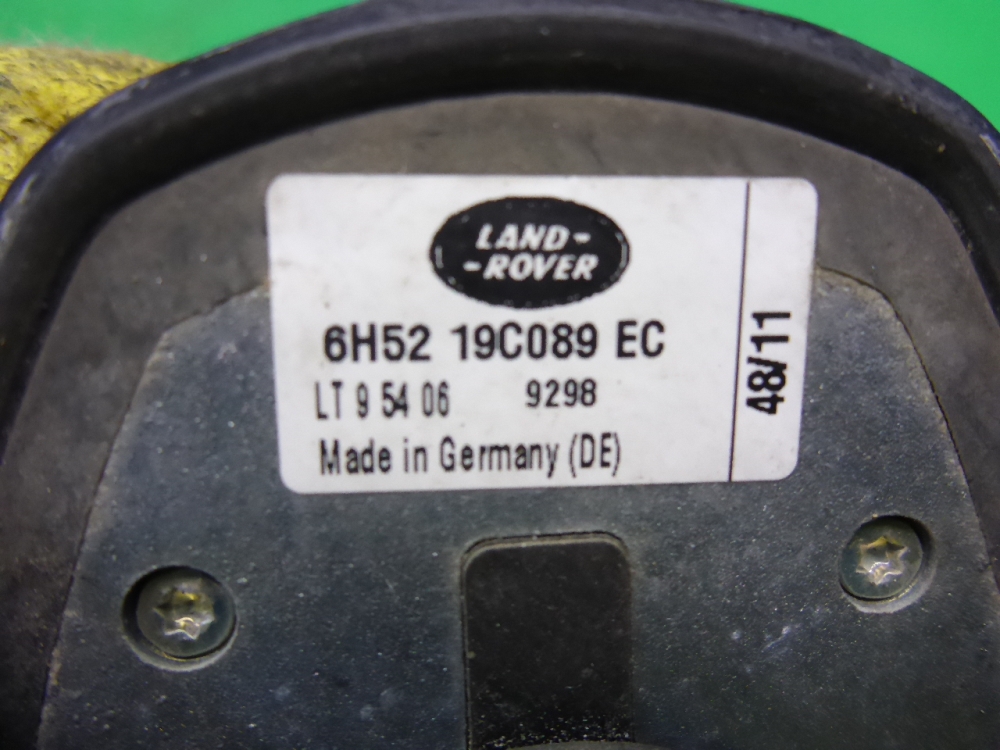 LAND-
-ROVER
6H52 19C089 EC
LT 9 54 06 9298
Made in Germany (DE)
48/11